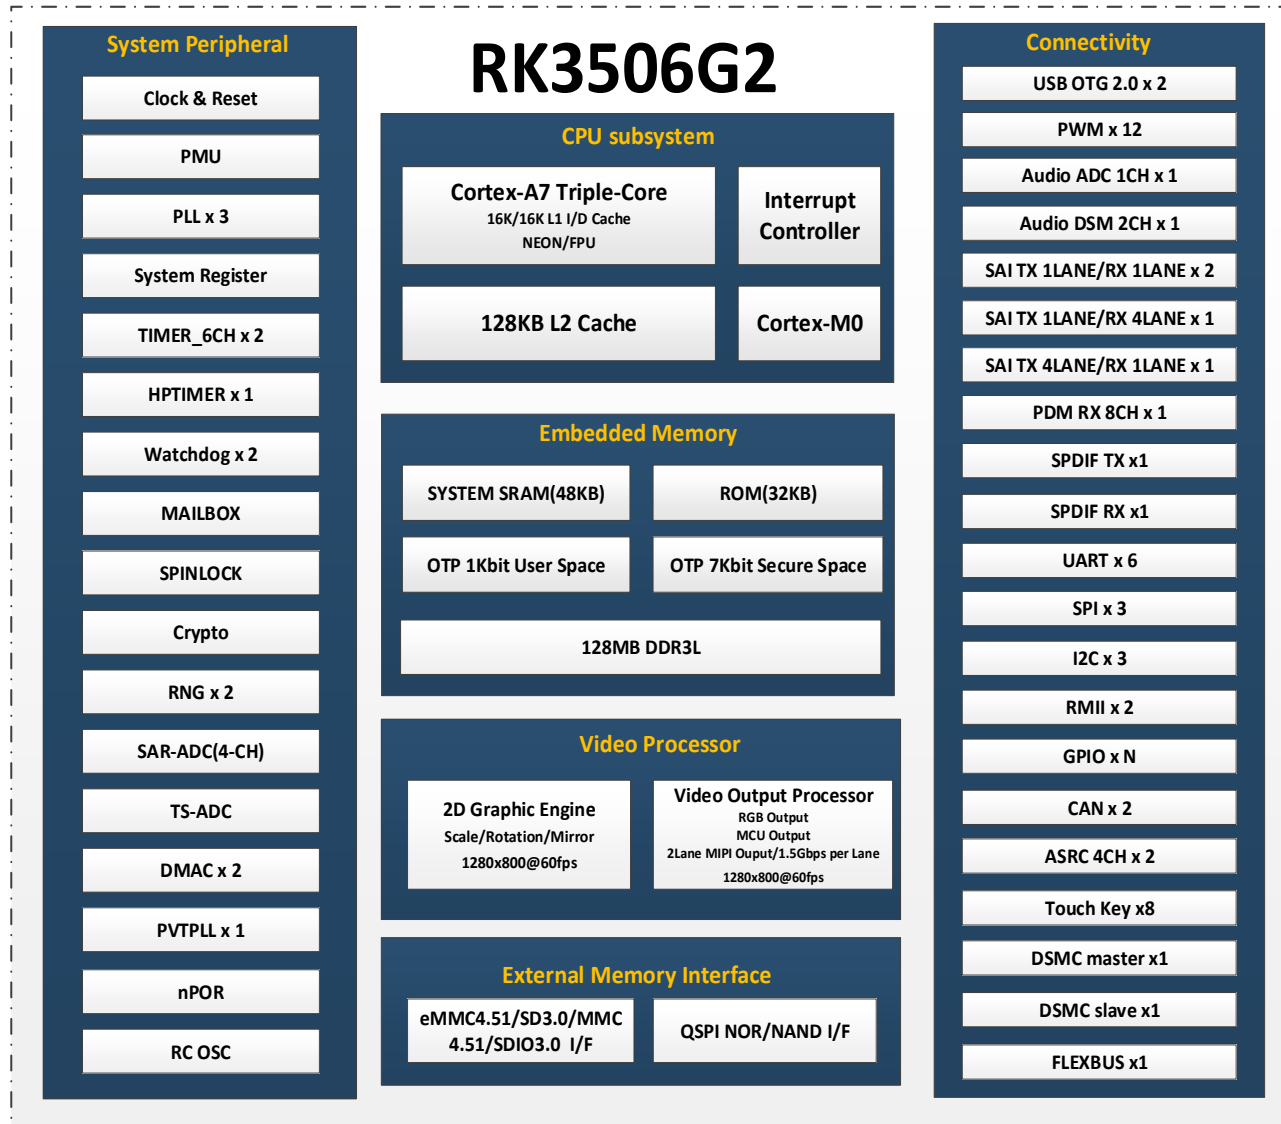 System Peripheral
Clock & Reset
PMU
PLL x 3
System Register
TIMER_6CH x 2
HPTIMER x 1
Watchdog x 2
MAILBOX
SPINLOCK
Crypto
RNG x 2
SAR-ADC(4-CH)
TS-ADC
DMAC x 2
PVTPLL x 1
nPOR
RC OSC
RK3506G2
CPU subsystem
Cortex-A7 Triple-Core
16K/16K L1 I/D Cache
NEON/FPU
Interrupt
Controller
128KB L2 Cache
Cortex-M0
Embedded Memory
SYSTEM SRAM(48KB)
ROM(32KB)
OTP 1Kbit User Space
OTP 7Kbit Secure Space
128MB DDR3L
Video Processor
2D Graphic Engine
Scale/Rotation/Mirror
1280x800@60fps
Video Output Processor
RGB Output
MCU Output
2Lane MIPI Ouput/1.5Gbps per Lane
1280x800@60fps
External Memory Interface
eMMC4.51/SD3.0/MMC
4.51/SDIO3.0 I/F
QSPI NOR/NAND I/F
Connectivity
USB OTG 2.0 x 2
PWM x 12
Audio ADC 1CH x 1
Audio DSM 2CH x 1
SAI TX 1LANE/RX 1LANE x 2
SAI TX 1LANE/RX 4LANE x 1
SAI TX 4LANE/RX 1LANE x 1
PDM RX 8CH x 1
SPDIF TX x1
SPDIF RX x1
UART x 6
SPI x 3
I2C x 3
RMII x 2
GPIO x N
CAN x 2
ASRC 4CH x 2
Touch Key x8
DSMC master x1
DSMC slave x1
FLEXBUS x1